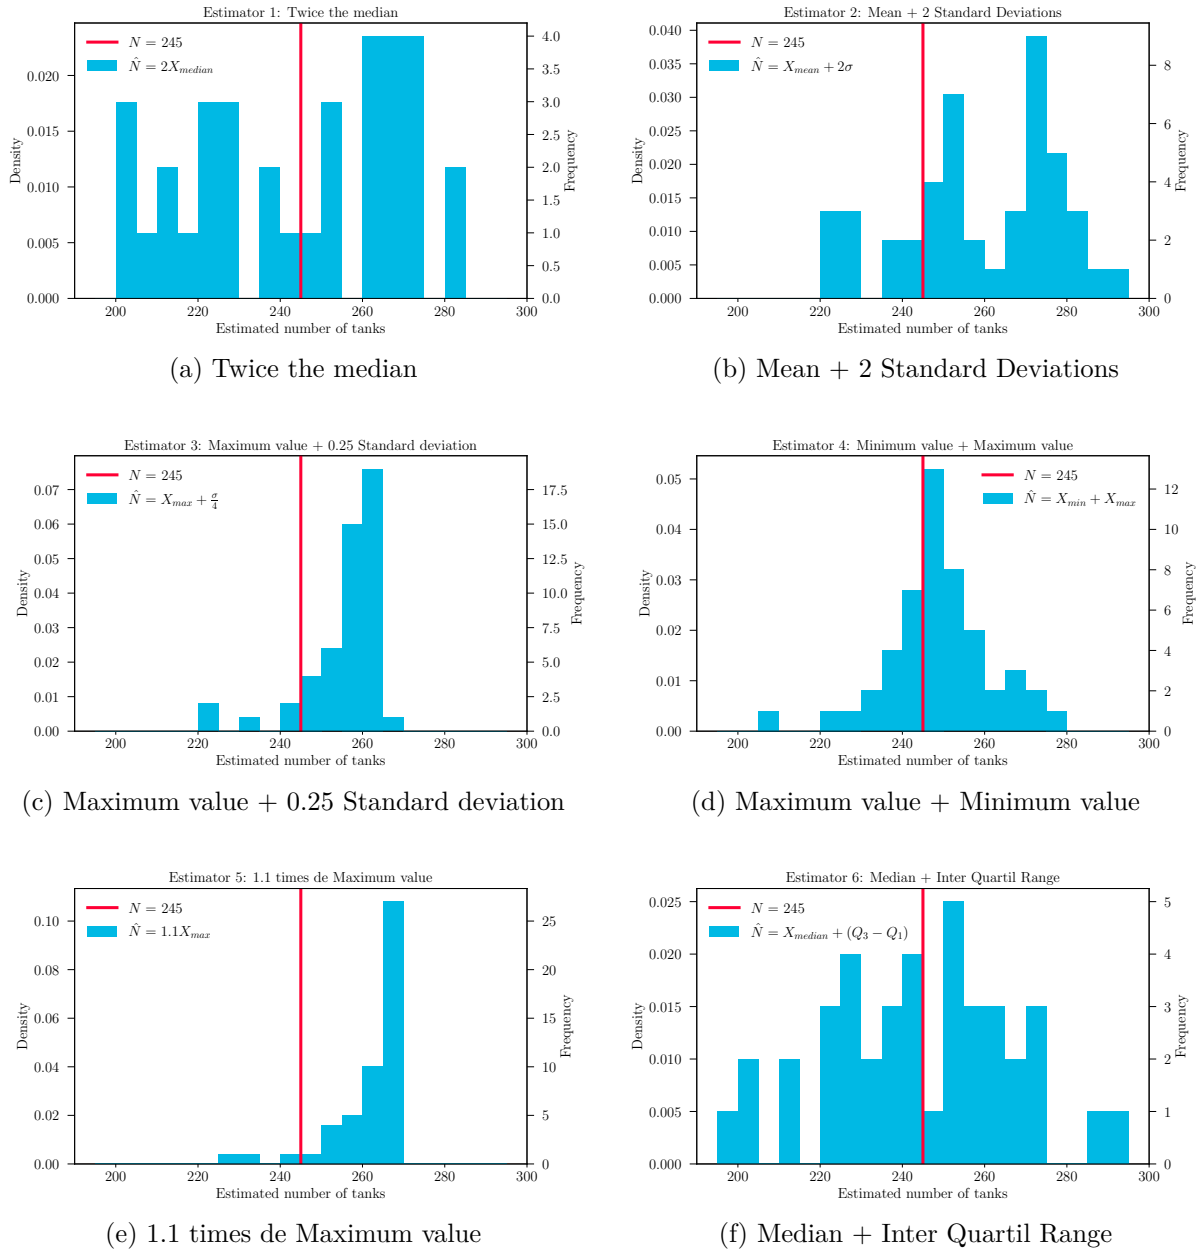 Estimator 1: Twice the median
N = 245
N̂ = 2X_median
0.020
0.015
0.010
0.005
0.000
Density
4.0
3.5
3.0
2.5
2.0
1.5
1.0
0.5
0.0
Frequency
200 220 240 260 280 300
Estimated number of tanks
(a) Twice the median
Estimator 2: Mean + 2 Standard Deviations
N = 245
N̂ = X_mean + 2σ
0.040
0.035
0.030
0.025
0.020
0.015
0.010
0.005
0.000
Density
8
6
4
2
0
Frequency
200 220 240 260 280 300
Estimated number of tanks
(b) Mean + 2 Standard Deviations
Estimator 3: Maximum value + 0.25 Standard deviation
N = 245
N̂ = X_max + σ/4
0.07
0.06
0.05
0.04
0.03
0.02
0.01
0.00
Density
17.5
15.0
12.5
10.0
7.5
5.0
2.5
0.0
Frequency
200 220 240 260 280 300
Estimated number of tanks
(c) Maximum value + 0.25 Standard deviation
Estimator 4: Minimum value + Maximum value
N = 245
N̂ = X_min + X_max
0.05
0.04
0.03
0.02
0.01
0.00
Density
12
10
8
6
4
2
0
Frequency
200 220 240 260 280 300
Estimated number of tanks
(d) Maximum value + Minimum value
Estimator 5: 1.1 times de Maximum value
N = 245
N̂ = 1.1X_max
0.10
0.08
0.06
0.04
0.02
0.00
Density
25
20
15
10
5
0
Frequency
200 220 240 260 280 300
Estimated number of tanks
(e) 1.1 times de Maximum value
Estimator 6: Median + Inter Quartil Range
N = 245
N̂ = X_median + (Q₃ − Q₁)
0.025
0.020
0.015
0.010
0.005
0.000
Density
5
4
3
2
1
0
Frequency
200 220 240 260 280 300
Estimated number of tanks
(f) Median + Inter Quartil Range